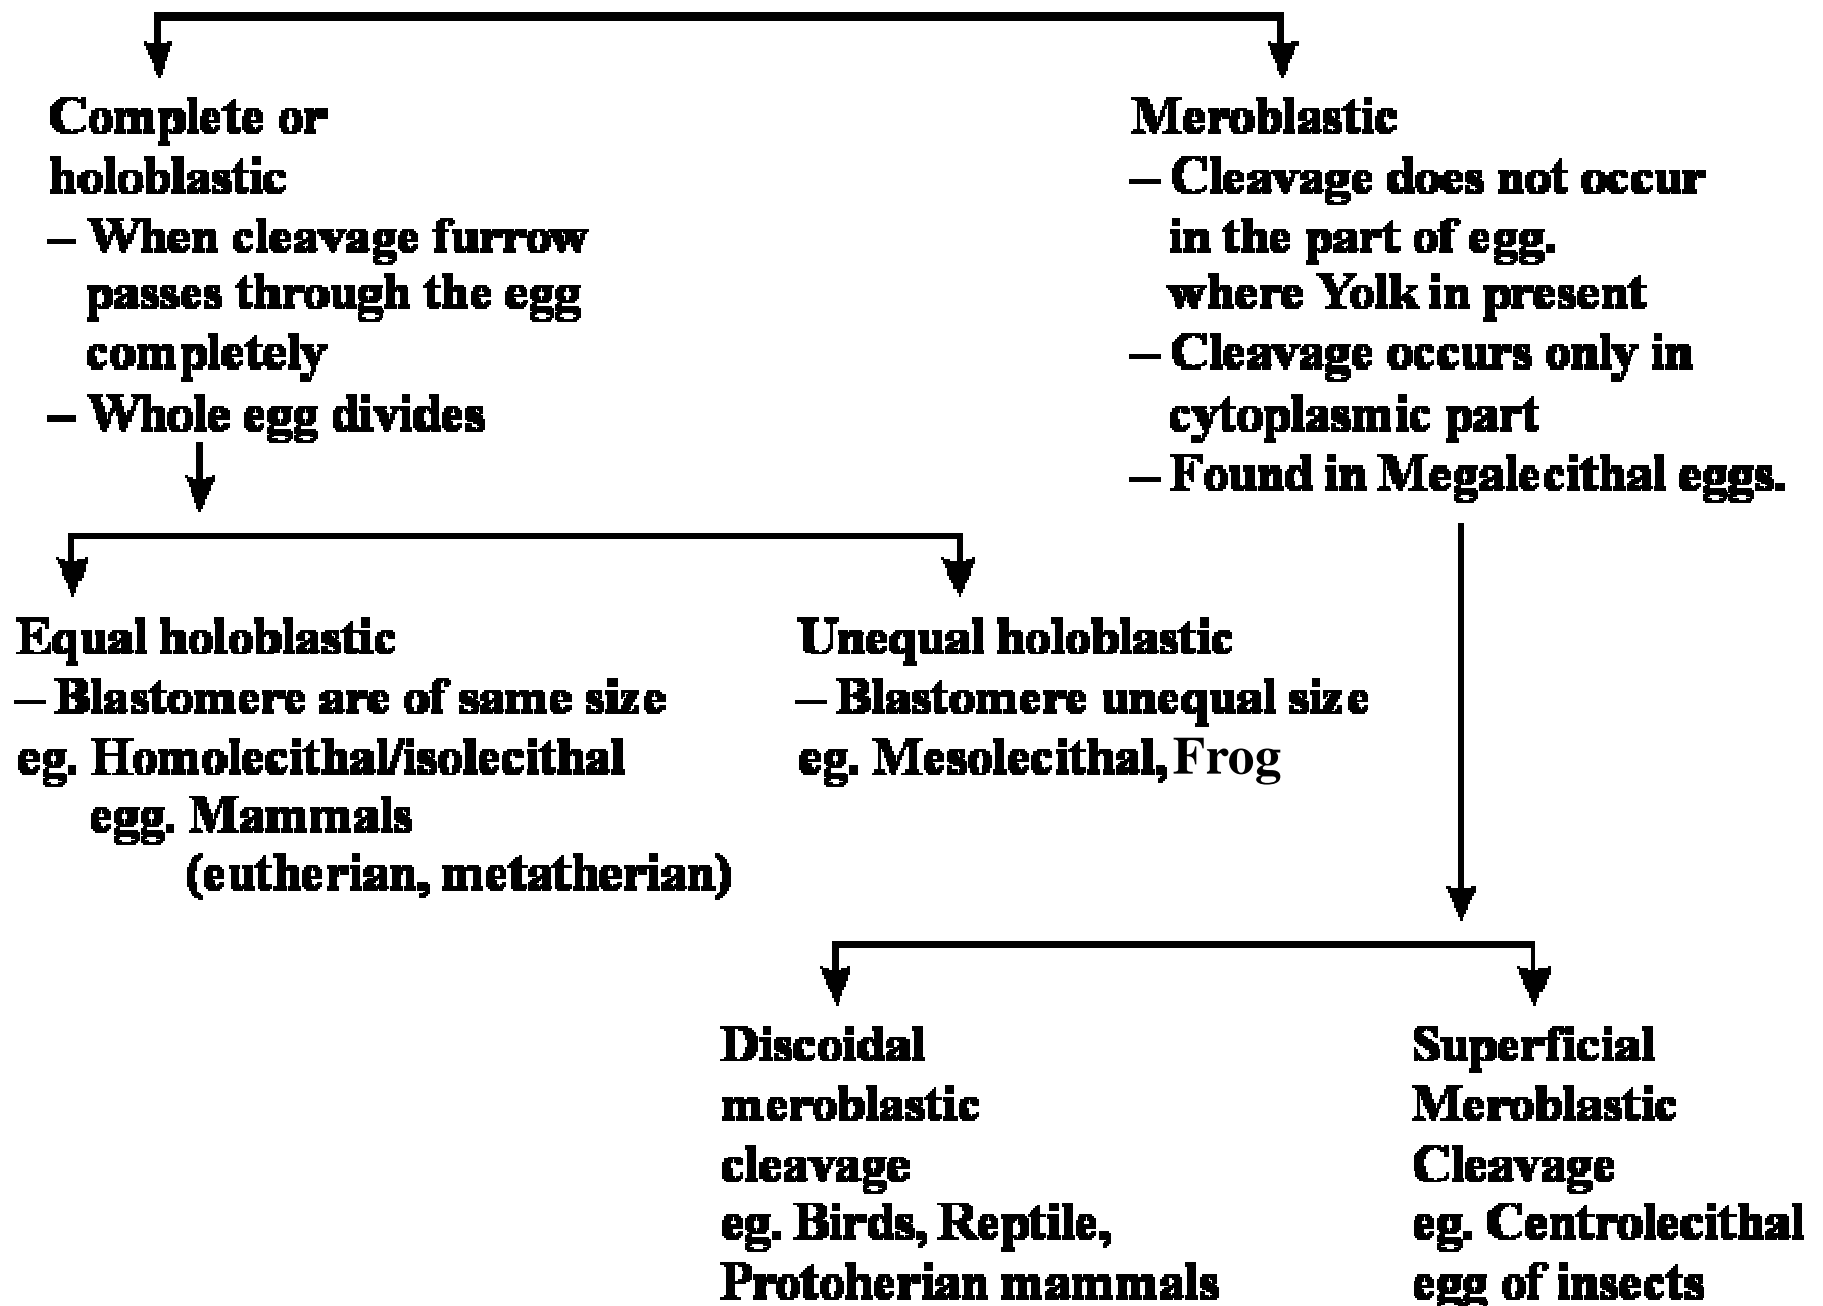 Complete or
holoblastic
– When cleavage furrow
passes through the egg
completely
– Whole egg divides
Meroblastic
– Cleavage does not occur
in the part of egg.
where Yolk in present
– Cleavage occurs only in
cytoplasmic part
– Found in Megalecithal eggs.
Equal holoblastic
– Blastomere are of same size
eg. Homolecithal/isolecithal
egg. Mammals
(eutherian, metatherian)
Unequal holoblastic
– Blastomere unequal size
eg. Mesolecithal, Frog
Discoidal
meroblastic
cleavage
eg. Birds, Reptile,
Protoherian mammals
Superficial
Meroblastic
Cleavage
eg. Centrolecithal
egg of insects